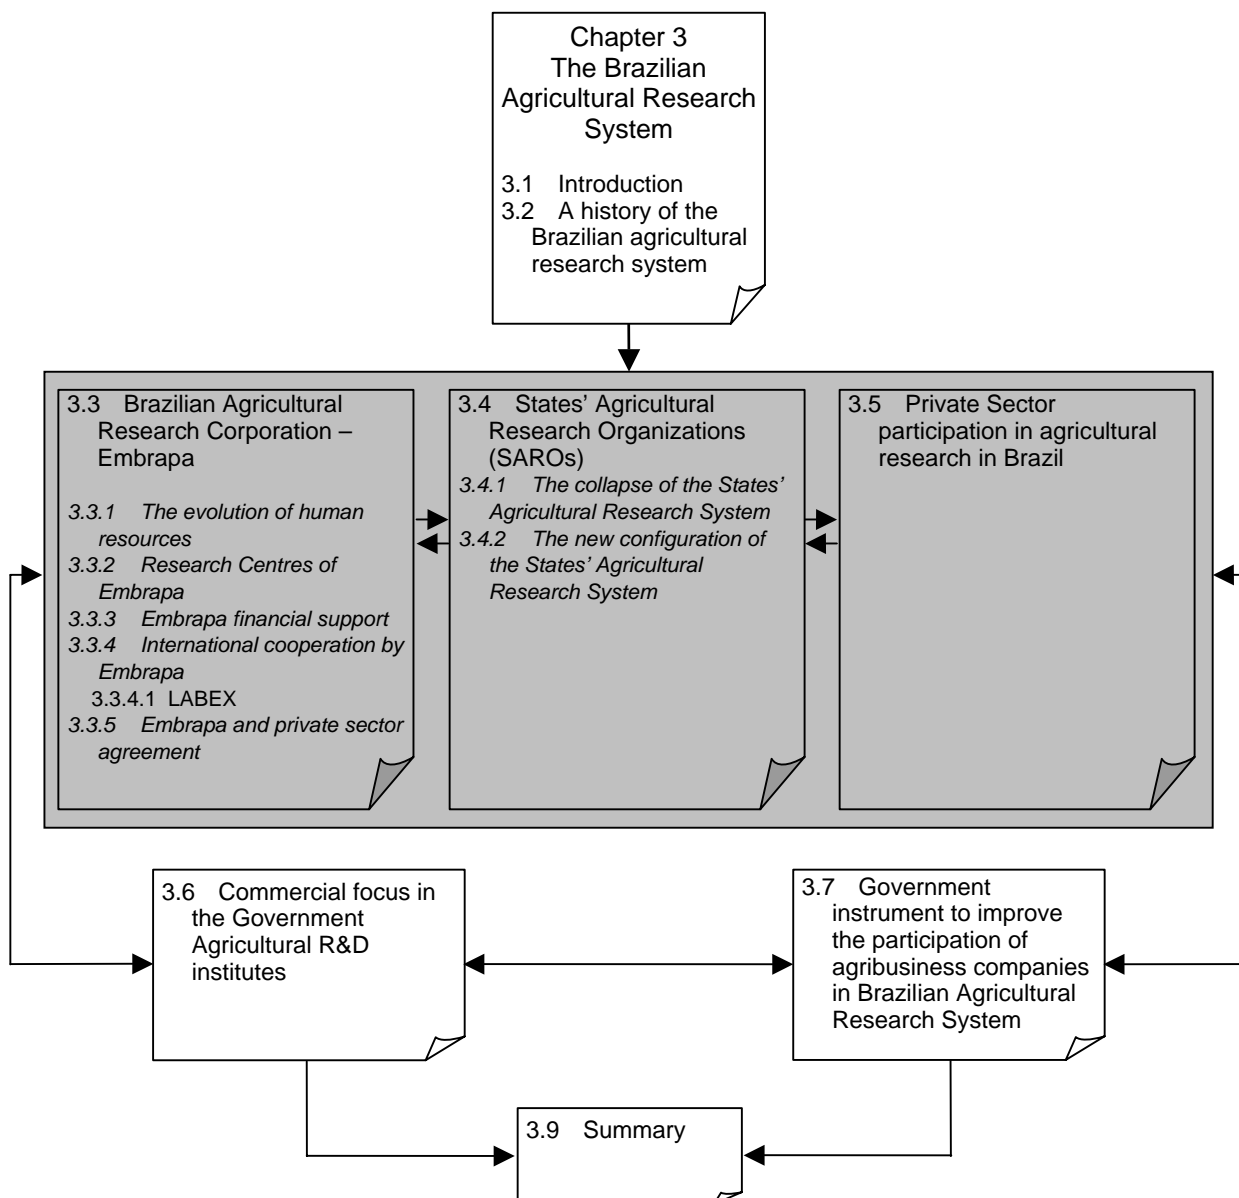 Chapter 3
The Brazilian
Agricultural Research
System
3.1 Introduction
3.2 A history of the
Brazilian agricultural
research system
3.3 Brazilian Agricultural
Research Corporation –
Embrapa
3.3.1 The evolution of human
resources
3.3.2 Research Centres of
Embrapa
3.3.3 Embrapa financial support
3.3.4 International cooperation by
Embrapa
3.3.4.1 LABEX
3.3.5 Embrapa and private sector
agreement
3.4 States’ Agricultural
Research Organizations
(SAROs)
3.4.1 The collapse of the States’
Agricultural Research System
3.4.2 The new configuration of
the States’ Agricultural
Research System
3.5 Private Sector
participation in agricultural
research in Brazil
3.6 Commercial focus in
the Government
Agricultural R&D
institutes
3.7 Government
instrument to improve
the participation of
agribusiness companies
in Brazilian Agricultural
Research System
3.9 Summary